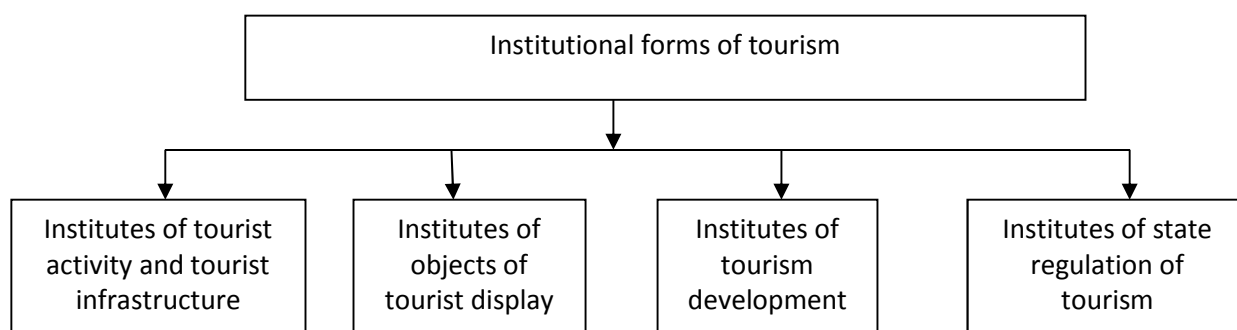 Institutional forms of tourism
Institutes of tourist
activity and tourist
infrastructure
Institutes of
objects of
tourist display
Institutes of
tourism
development
Institutes of state
regulation of
tourism